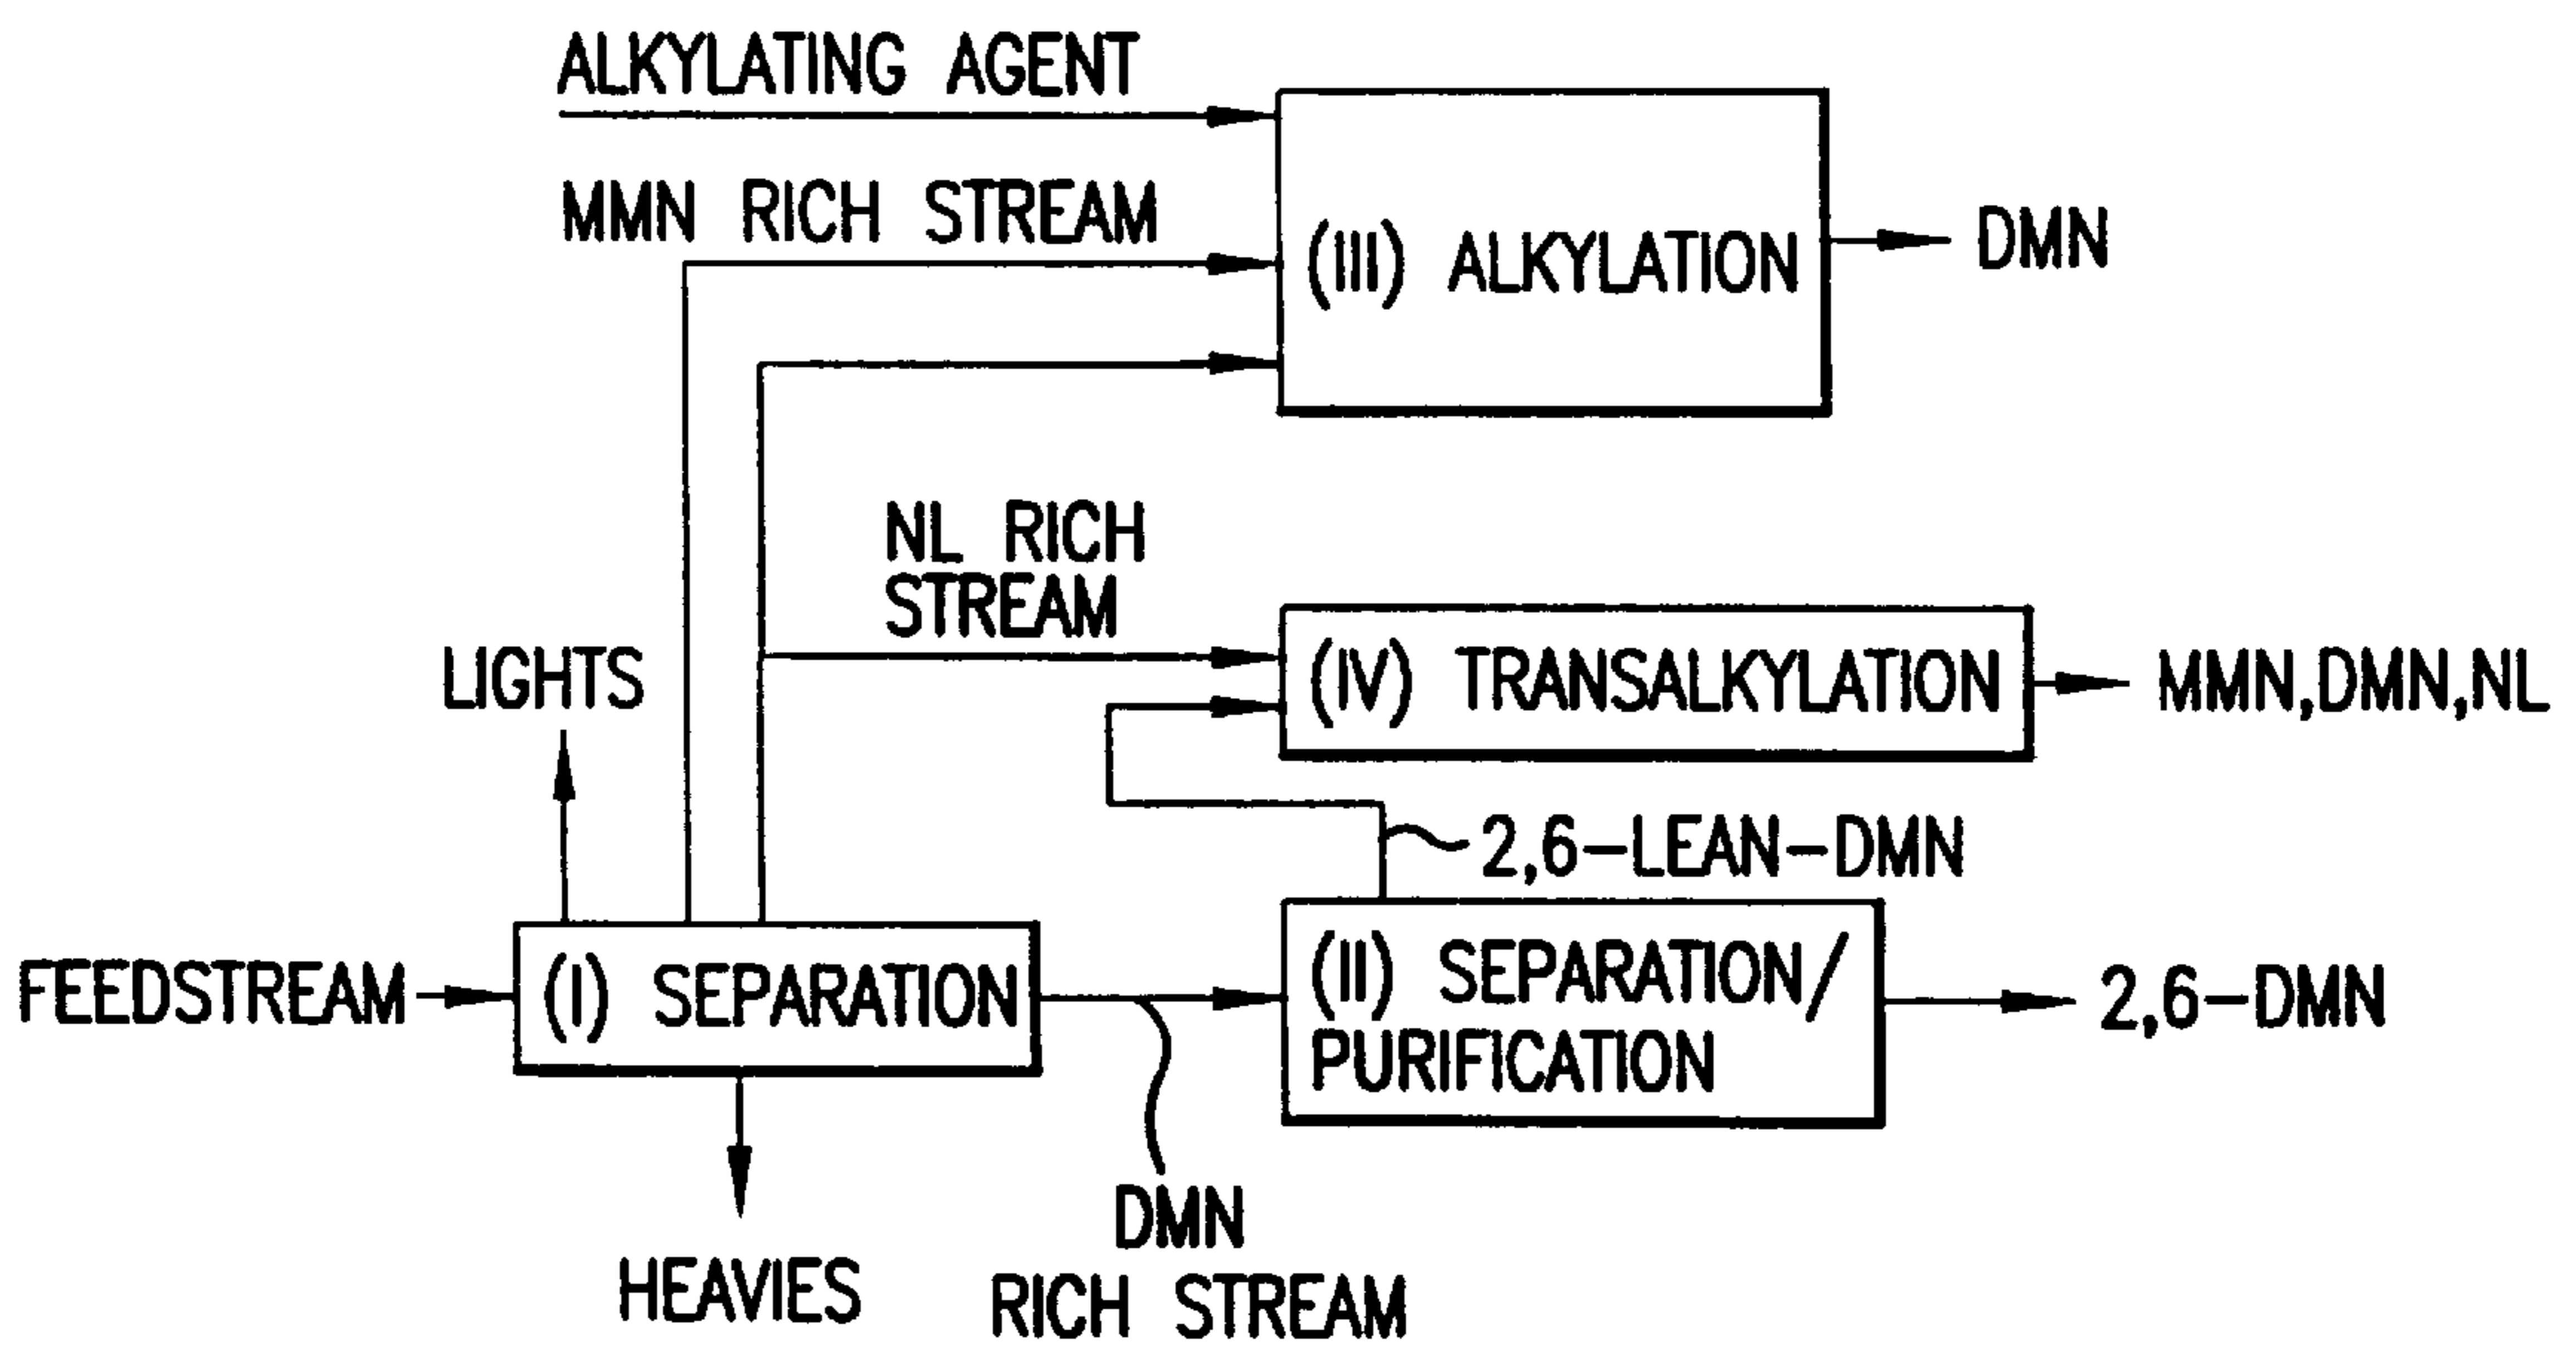 ALKYLATING AGENT
MMN RICH STREAM
(III) ALKYLATION
DMN
NL RICH
STREAM
LIGHTS
(IV) TRANSALKYLATION
MMN,DMN,NL
2,6-LEAN-DMN
FEEDSTREAM
(I) SEPARATION
(II) SEPARATION/
PURIFICATION
2,6-DMN
DMN
RICH STREAM
HEAVIES